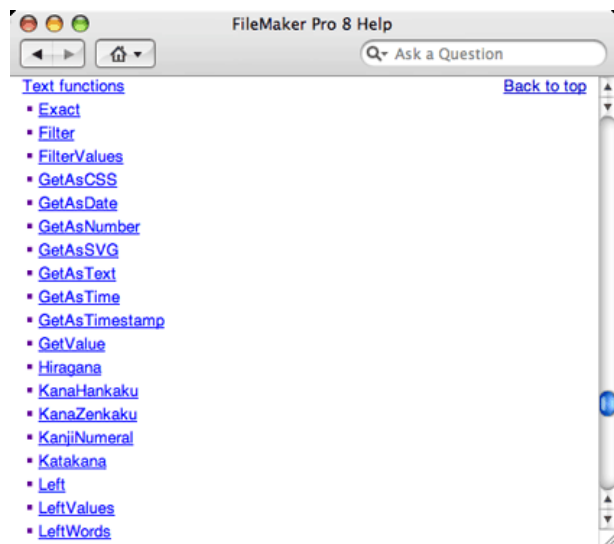 FileMaker Pro 8 Help
Ask a Question
Text functions Back to top
Exact
Filter
FilterValues
GetAsCSS
GetAsDate
GetAsNumber
GetAsSVG
GetAsText
GetAsTime
GetAsTimestamp
GetValue
Hiragana
KanaHankaku
KanaZenkaku
KanjiNumeral
Katakana
Left
LeftValues
LeftWords